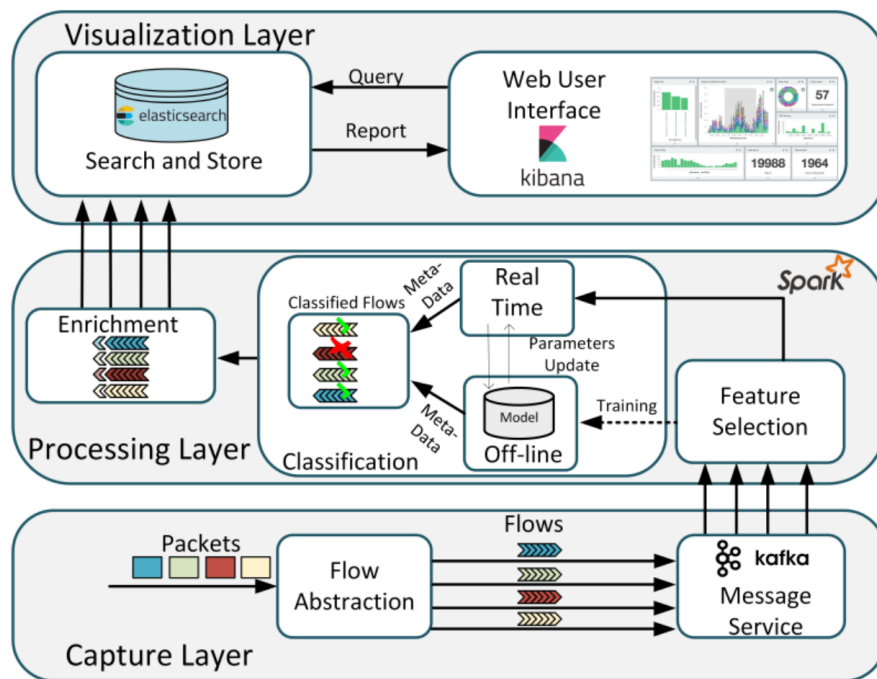 Visualization Layer
elasticsearch
Search and Store
Query
Report
Web User
Interface
kibana
57
19988
1964
Spark
Enrichment
Classified Flows
Meta-
Data
Real
Time
Parameters
Update
Meta-
Data
Model
Off-line
Training
Feature
Selection
Classification
Processing Layer
Packets
Flow
Abstraction
Flows
kafka
Message
Service
Capture Layer